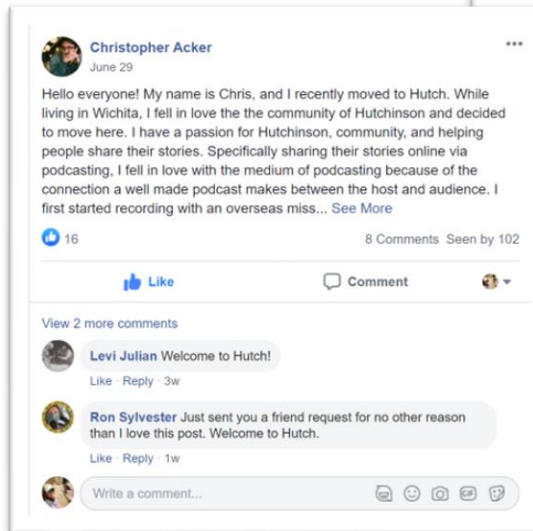 Christopher Acker
June 29
Hello everyone! My name is Chris, and I recently moved to Hutch. While
living in Wichita, I fell in love the the community of Hutchinson and decided
to move here. I have a passion for Hutchinson, community, and helping
people share their stories. Specifically sharing their stories online via
podcasting, I fell in love with the medium of podcasting because of the
connection a well made podcast makes between the host and audience. I
first started recording with an overseas miss... See More
16 8 Comments Seen by 102
Like Comment
View 2 more comments
Levi Julian Welcome to Hutch!
Like · Reply · 3w
Ron Sylvester Just sent you a friend request for no other reason
than I love this post. Welcome to Hutch.
Like · Reply · 1w
Write a comment...
GIF